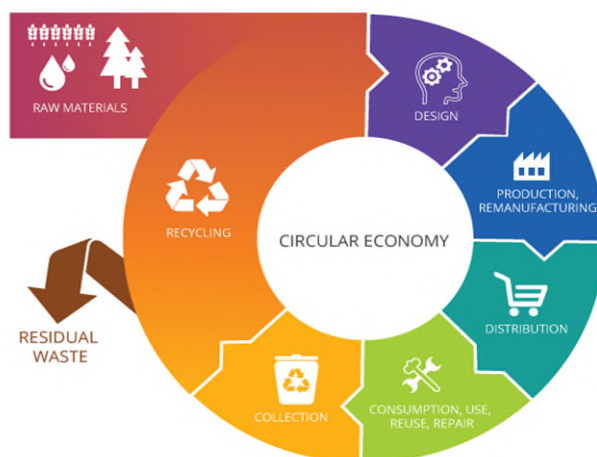 RAW MATERIALS
DESIGN
PRODUCTION,
REMANUFACTURING
RECYCLING
CIRCULAR ECONOMY
DISTRIBUTION
RESIDUAL
WASTE
COLLECTION
CONSUMPTION, USE,
REUSE, REPAIR